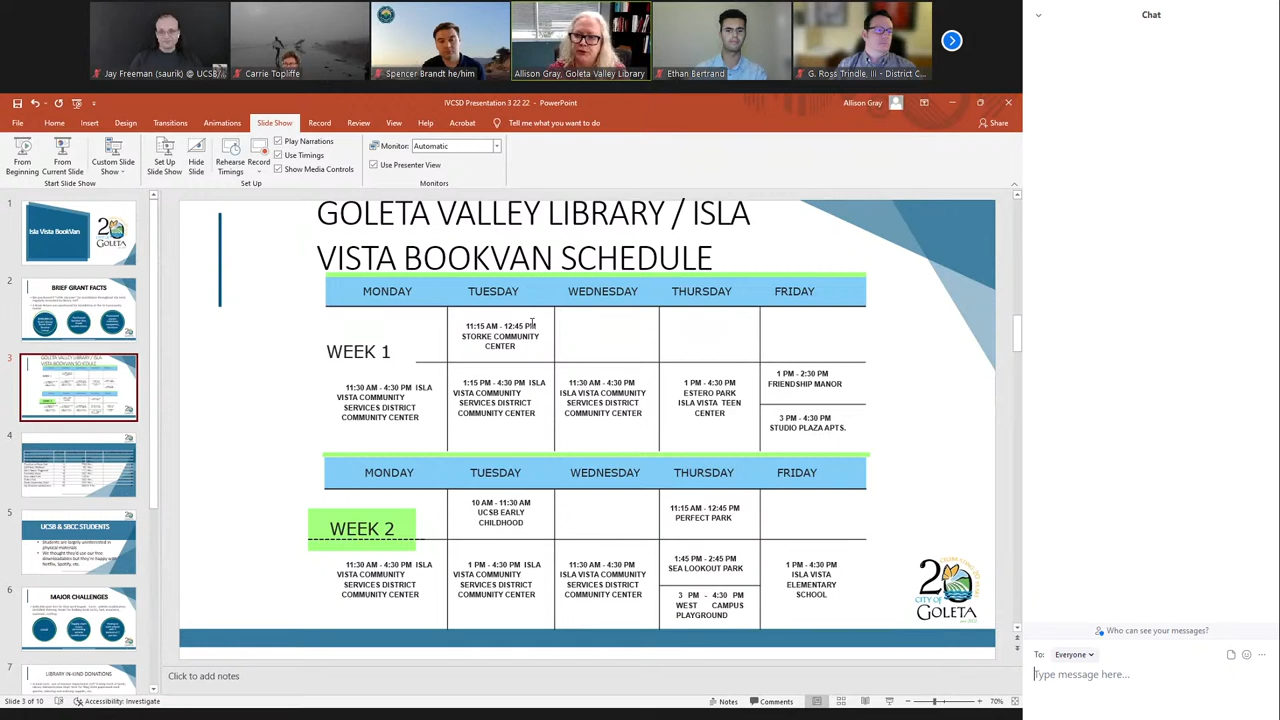 Chat
Jay Freeman (saurik) @ UCSB/
Carrie Topliffe
Spencer Brandt he/him
Allison Gray, Goleta Valley Library
Ethan Bertrand
G. Ross Trindle, III - District C...
IVCSD Presentation 3 22 22 - PowerPoint
Allison Gray
File Home Insert Design Transitions Animations Slide Show Record Review View Help Acrobat Tell me what you want to do
Share
From Beginning
From Current Slide
Custom Slide Show
Set Up Slide Show
Hide Slide
Rehearse Timings
Record
Play Narrations
Use Timings
Show Media Controls
Monitor: Automatic
Use Presenter View
Start Slide Show
Set Up
Monitors
1
Isla Vista BookVan
GOLETA
2
BRIEF GRANT FACTS
3
4
5
UCSB & SBCC STUDENTS
6
MAJOR CHALLENGES
7
LIBRARY IN-KIND DONATIONS
GOLETA VALLEY LIBRARY / ISLA
VISTA BOOKVAN SCHEDULE
MONDAY TUESDAY WEDNESDAY THURSDAY FRIDAY
WEEK 1
11:15 AM - 12:45 PM
STORKE COMMUNITY
CENTER
11:30 AM - 4:30 PM ISLA
VISTA COMMUNITY
SERVICES DISTRICT
COMMUNITY CENTER
1:15 PM - 4:30 PM ISLA
VISTA COMMUNITY
SERVICES DISTRICT
COMMUNITY CENTER
11:30 AM - 4:30 PM
ISLA VISTA COMMUNITY
SERVICES DISTRICT
COMMUNITY CENTER
1 PM - 4:30 PM
ESTERO PARK
ISLA VISTA TEEN
CENTER
1 PM - 2:30 PM
FRIENDSHIP MANOR
3 PM - 4:30 PM
STUDIO PLAZA APTS.
MONDAY TUESDAY WEDNESDAY THURSDAY FRIDAY
WEEK 2
10 AM - 11:30 AM
UCSB EARLY
CHILDHOOD
11:15 AM - 12:45 PM
PERFECT PARK
11:30 AM - 4:30 PM ISLA
VISTA COMMUNITY
SERVICES DISTRICT
COMMUNITY CENTER
1 PM - 4:30 PM ISLA
VISTA COMMUNITY
SERVICES DISTRICT
COMMUNITY CENTER
11:30 AM - 4:30 PM
ISLA VISTA COMMUNITY
SERVICES DISTRICT
COMMUNITY CENTER
1:45 PM - 2:45 PM
SEA LOOKOUT PARK
3 PM - 4:30 PM
WEST CAMPUS
PLAYGROUND
1 PM - 4:30 PM
ISLA VISTA
ELEMENTARY
SCHOOL
CITY OF
GOLETA
Click to add notes
Slide 3 of 10
Accessibility: Investigate
Notes
Comments
70%
Who can see your messages?
To: Everyone
Type message here...